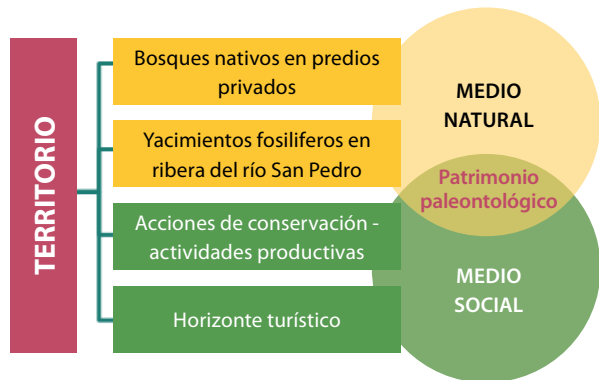 TERRITORIO
Bosques nativos en predios
privados
Yacimientos fosiliferos en
ribera del río San Pedro
Acciones de conservación -
actividades productivas
Horizonte turístico
MEDIO
NATURAL
Patrimonio
paleontológico
MEDIO
SOCIAL